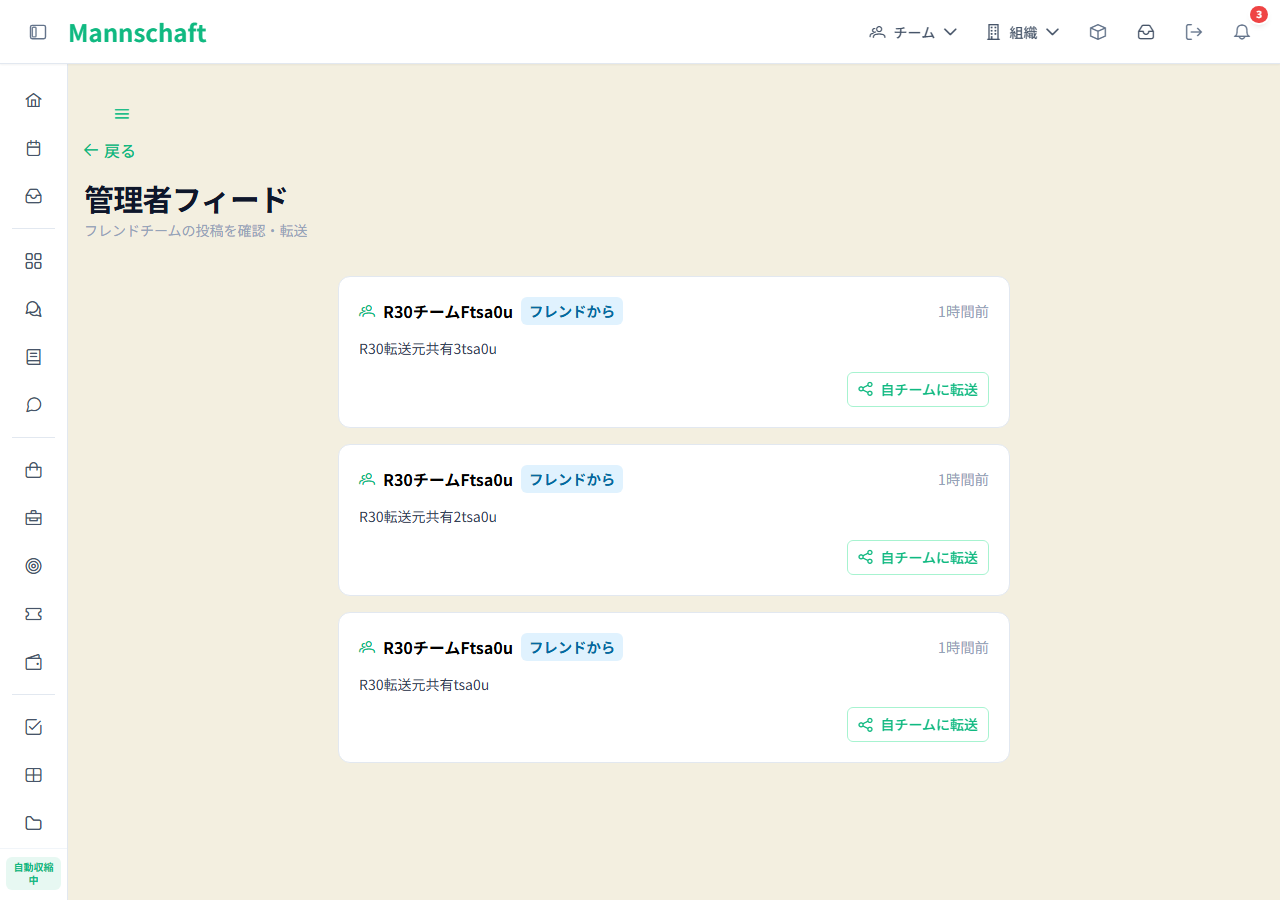 Mannschaft
チーム
組織
3
戻る
管理者フィード
フレンドチームの投稿を確認・転送
R30チームFtsa0u フレンドから 1時間前
R30転送元共有3tsa0u
自チームに転送
R30チームFtsa0u フレンドから 1時間前
R30転送元共有2tsa0u
自チームに転送
R30チームFtsa0u フレンドから 1時間前
R30転送元共有tsa0u
自チームに転送
自動収縮
中